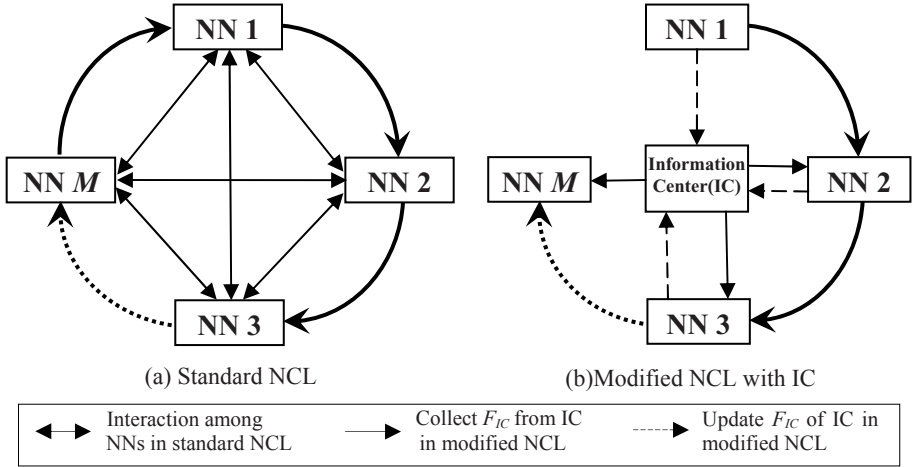 NN 1
NN M
NN 2
NN 3
(a) Standard NCL
NN 1
Information
Center(IC)
NN M
NN 2
NN 3
(b)Modified NCL with IC
Interaction among
NNs in standard NCL
Collect F_IC from IC
in modified NCL
Update F_IC of IC in
modified NCL